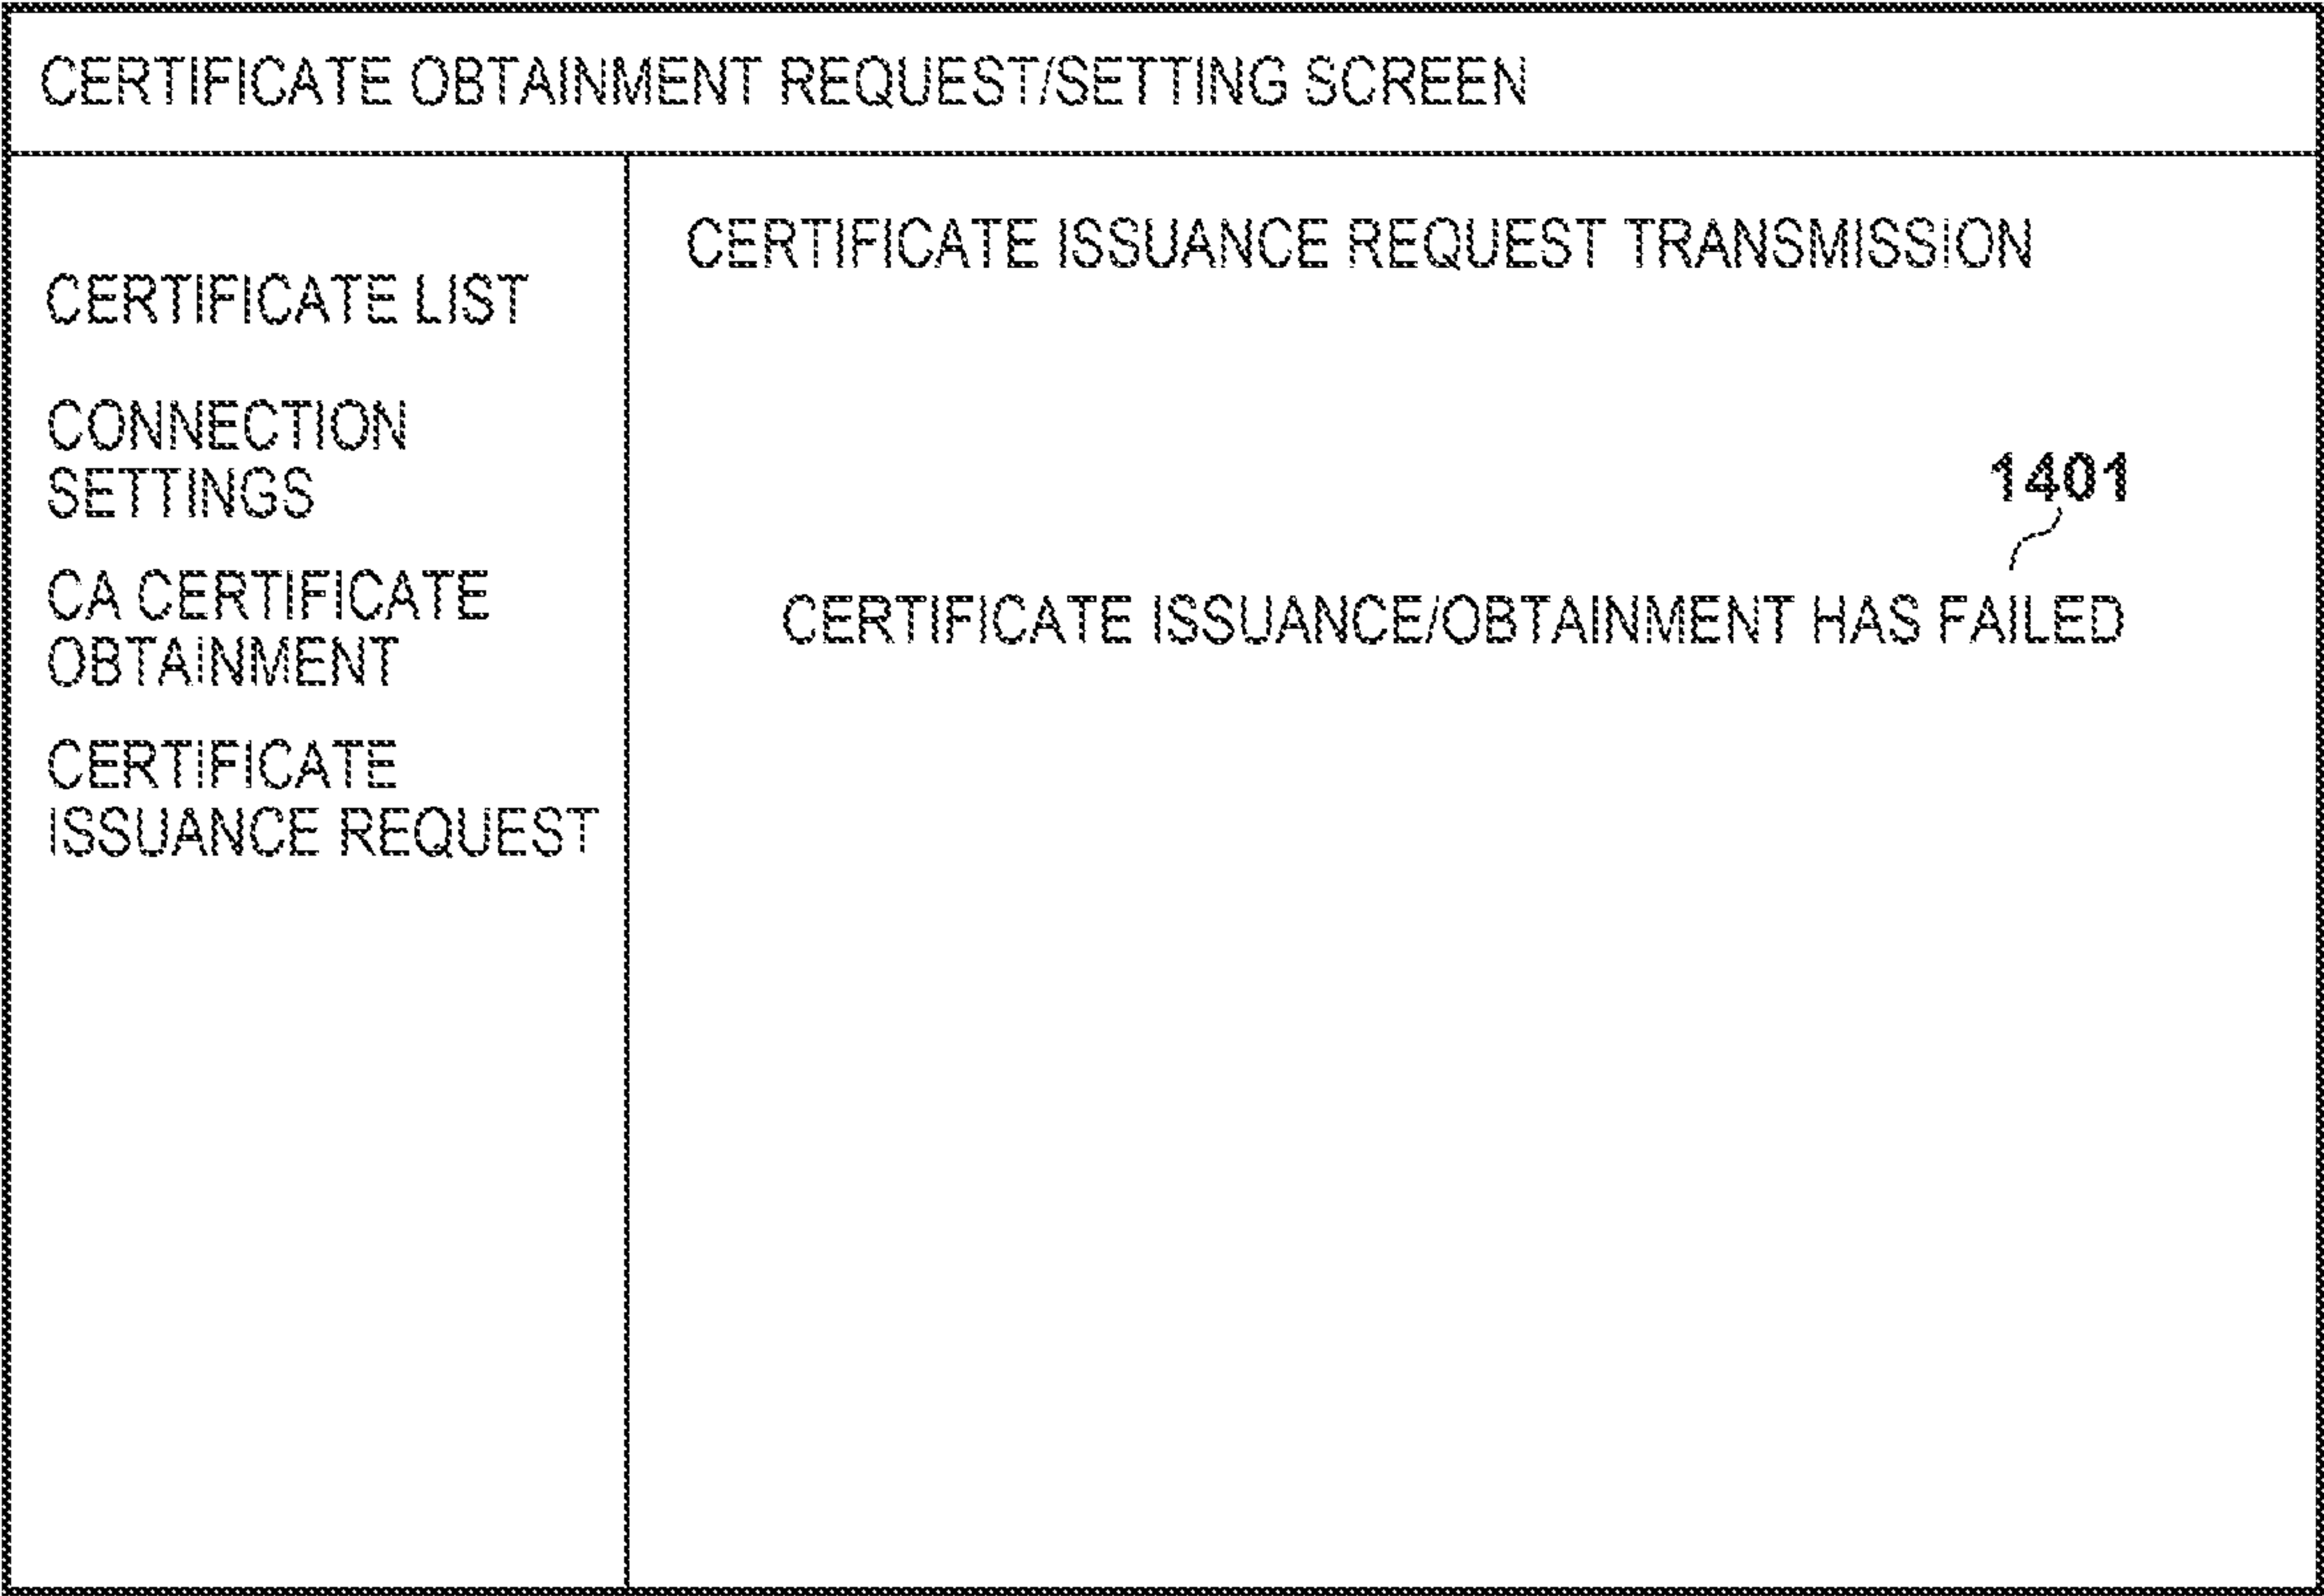 CERTIFICATE OBTAINMENT REQUEST/SETTING SCREEN
CERTIFICATE LIST
CONNECTION
SETTINGS
CA CERTIFICATE
OBTAINMENT
CERTIFICATE
ISSUANCE REQUEST
CERTIFICATE ISSUANCE REQUEST TRANSMISSION
1401
CERTIFICATE ISSUANCE/OBTAINMENT HAS FAILED